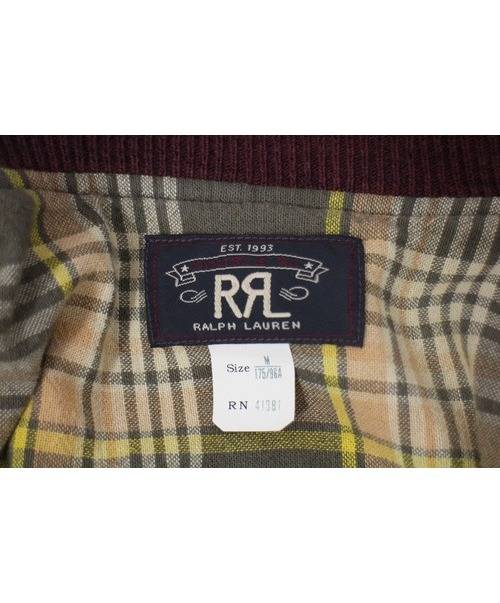 EST. 1993
RRL
RALPH LAUREN
Size M
175/96A
RN 41381